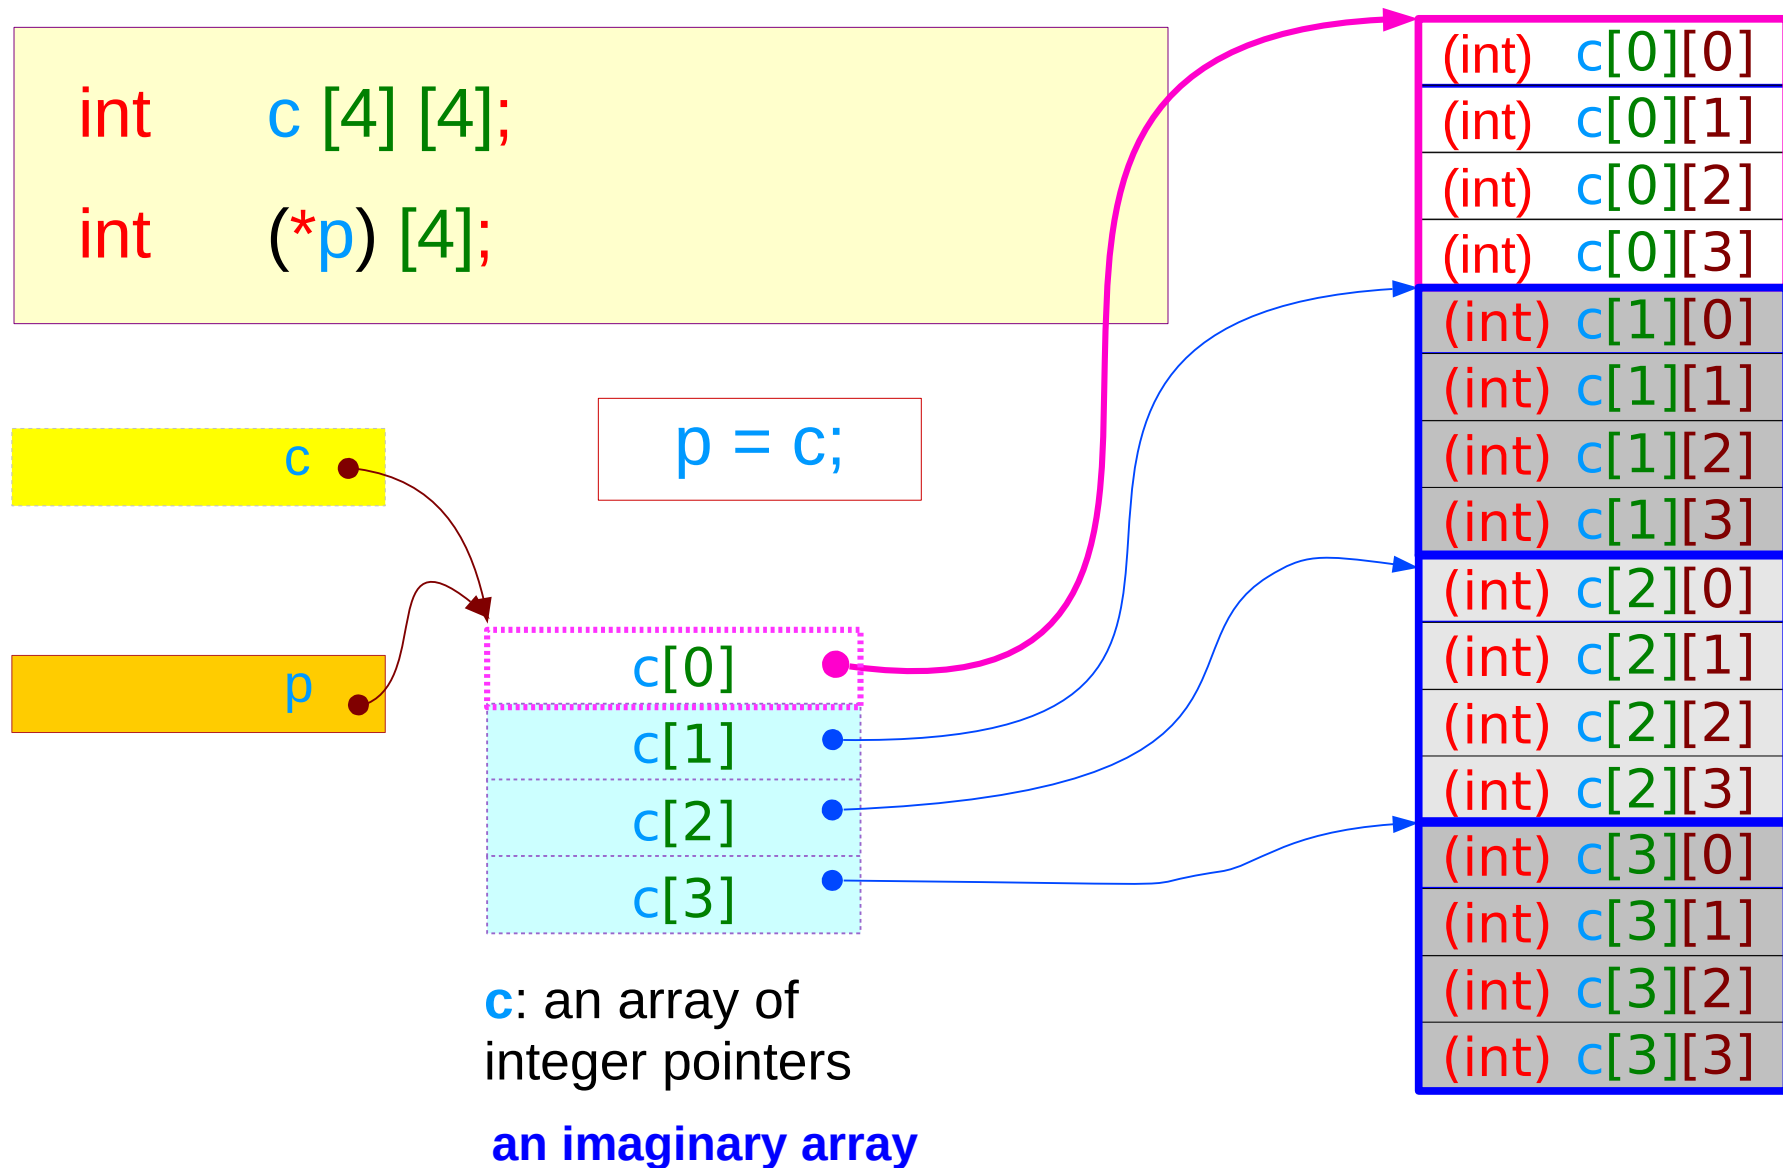 int c [4] [4];
int (*p) [4];
p = c;
c
p
c[0]
c[1]
c[2]
c[3]
c: an array of
integer pointers
an imaginary array
(int) c[0][0]
(int) c[0][1]
(int) c[0][2]
(int) c[0][3]
(int) c[1][0]
(int) c[1][1]
(int) c[1][2]
(int) c[1][3]
(int) c[2][0]
(int) c[2][1]
(int) c[2][2]
(int) c[2][3]
(int) c[3][0]
(int) c[3][1]
(int) c[3][2]
(int) c[3][3]